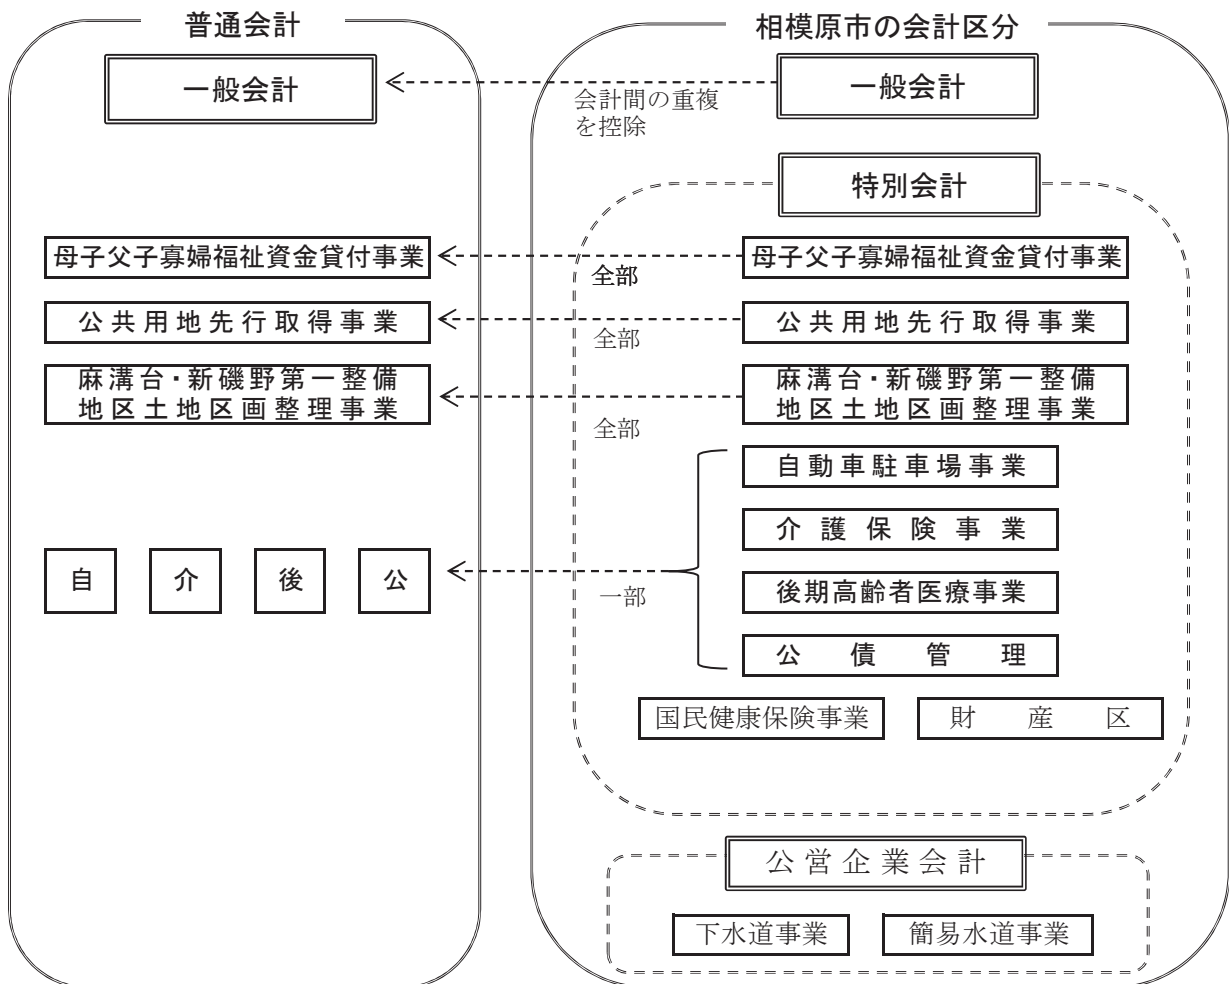 普通会計
相模原市の会計区分
一般会計
会計間の重複
を控除
一般会計
特別会計
母子父子寡婦福祉資金貸付事業
全部
母子父子寡婦福祉資金貸付事業
公共用地先行取得事業
全部
公共用地先行取得事業
麻溝台・新磯野第一整備
地区土地区画整理事業
全部
麻溝台・新磯野第一整備
地区土地区画整理事業
自動車駐車場事業
介護保険事業
自
介
後
公
一部
後期高齢者医療事業
公債管理
国民健康保険事業
財産区
公営企業会計
下水道事業
簡易水道事業